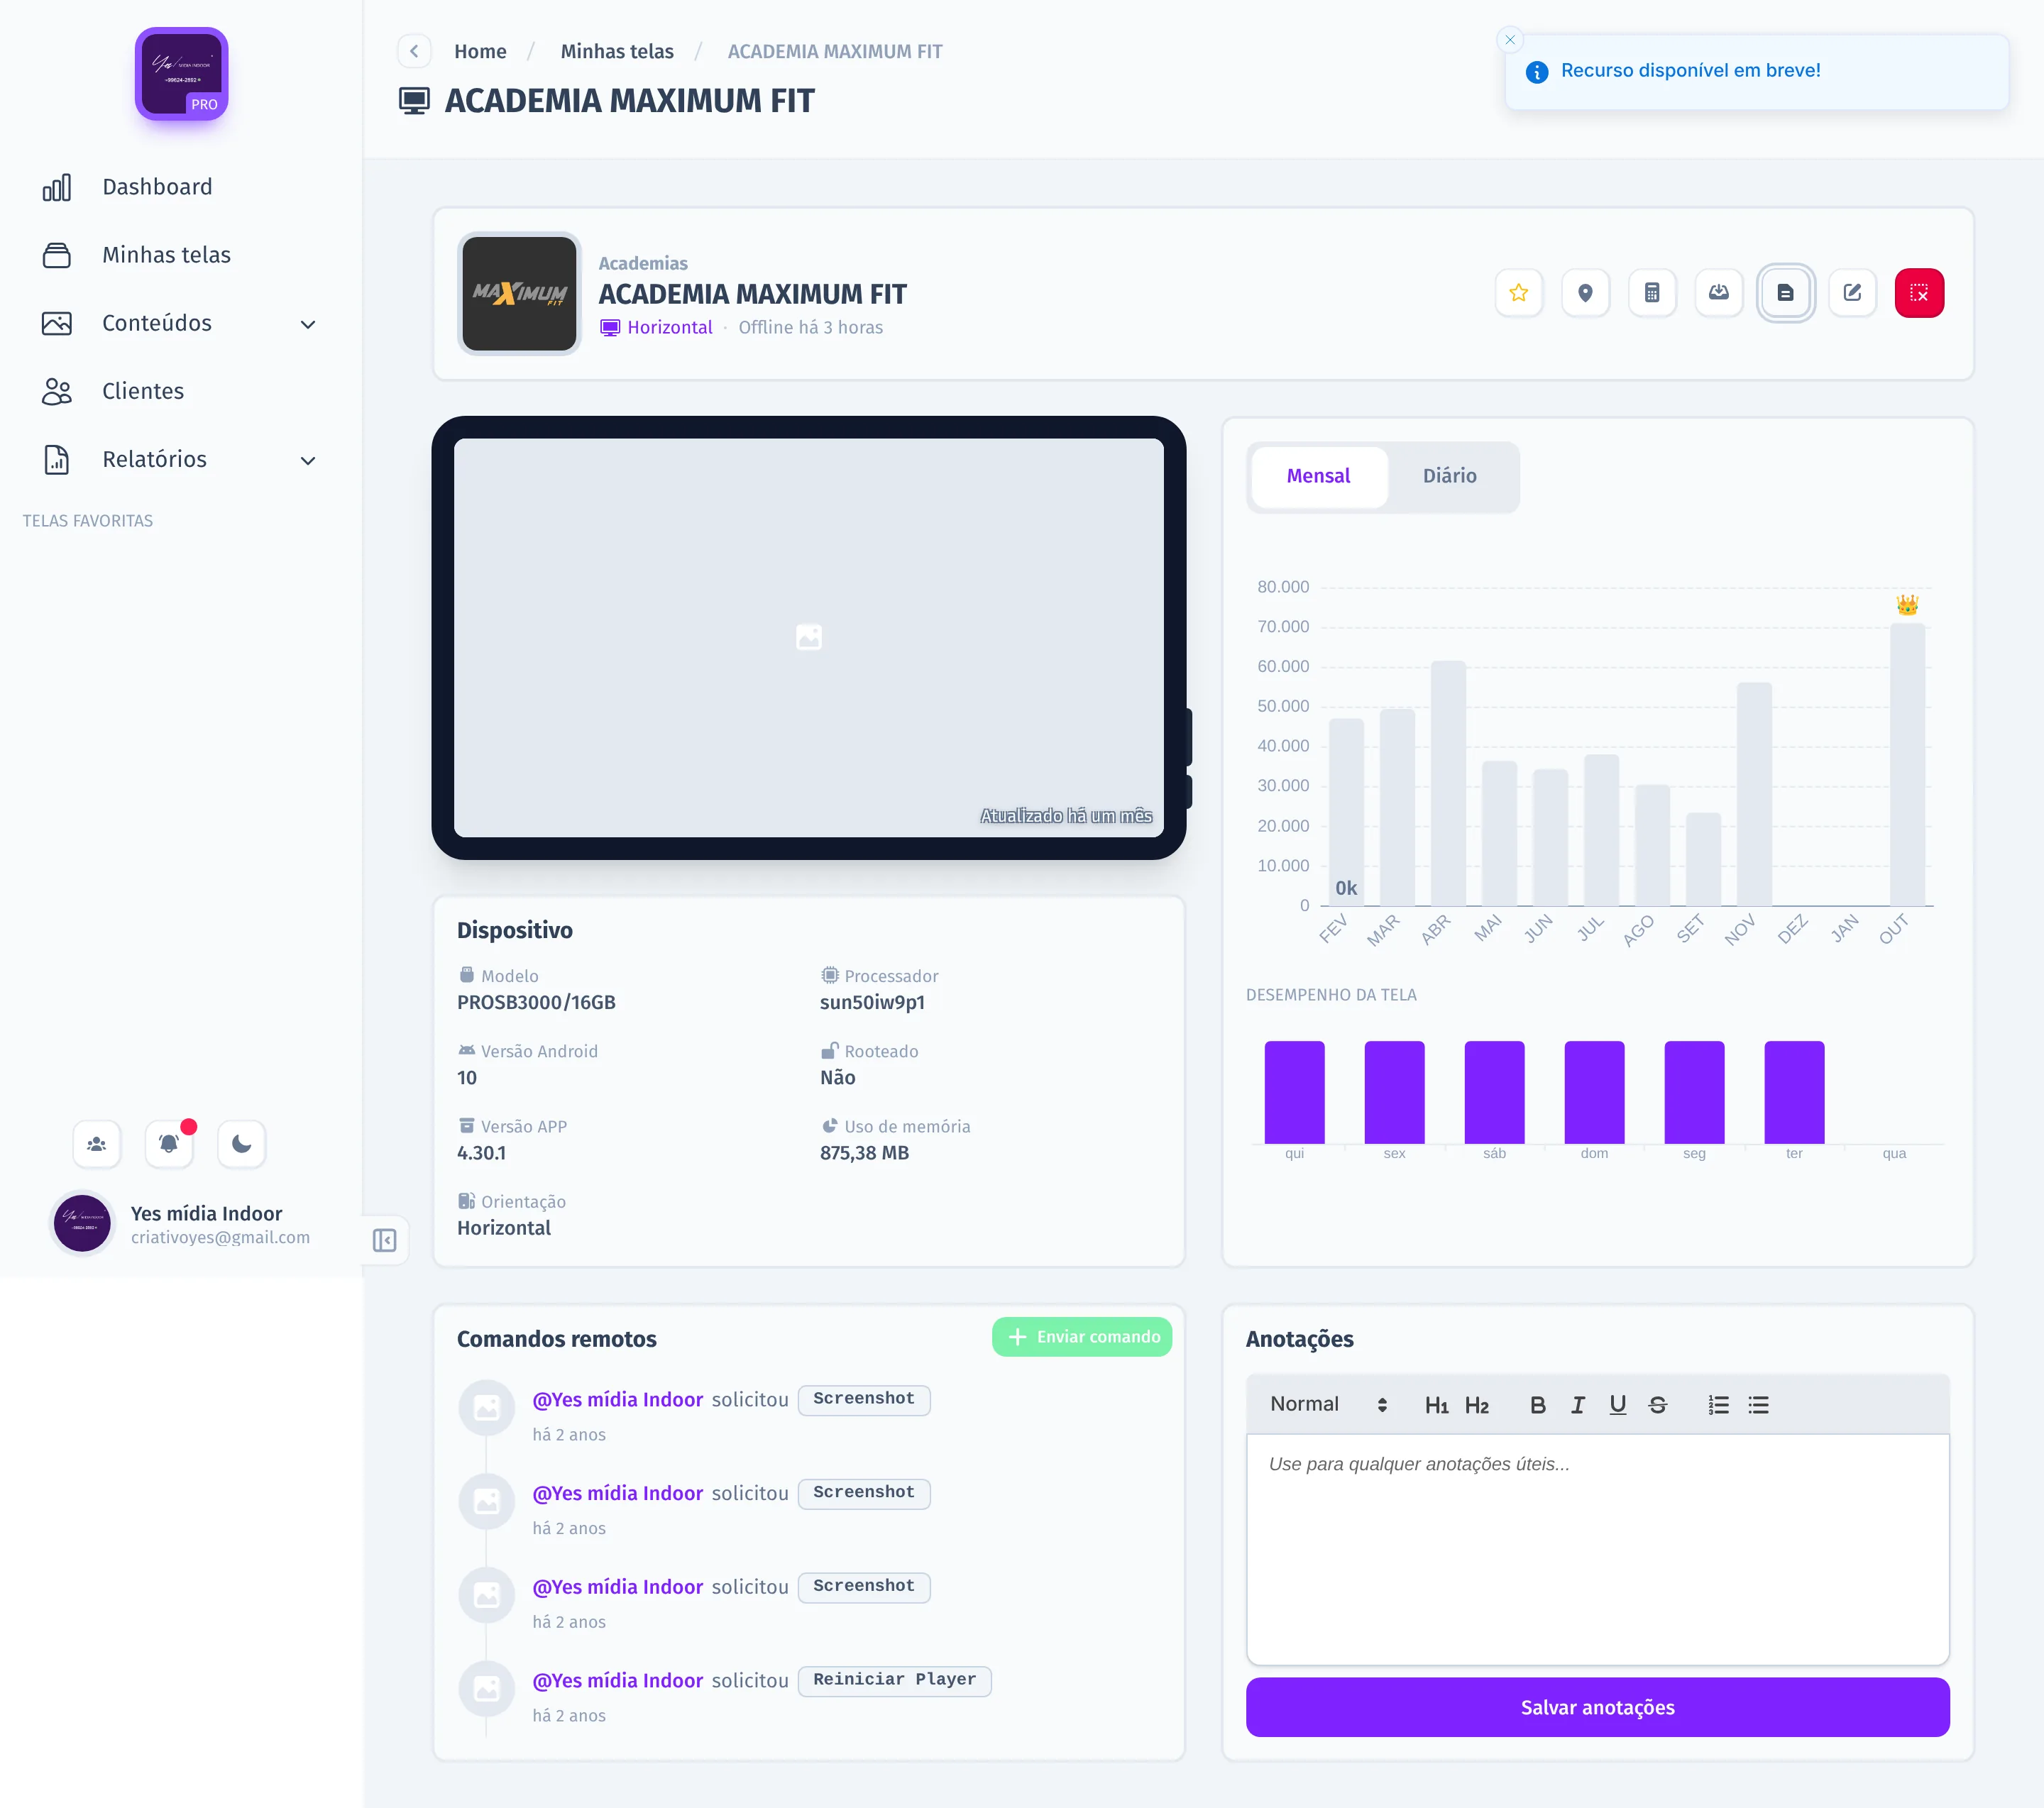 Yes MÍDIA INDOOR
PRO
Dashboard
Minhas telas
Conteúdos
Clientes
Relatórios
TELAS FAVORITAS
Yes mídia Indoor
criativoyes@gmail.com
Home / Minhas telas / ACADEMIA MAXIMUM FIT
ACADEMIA MAXIMUM FIT
Recurso disponível em breve!
MAXIMUM
FIT
Academias
ACADEMIA MAXIMUM FIT
Horizontal · Offline há 3 horas
Atualizado há um mês
Mensal Diário
80.000
70.000
60.000
50.000
40.000
30.000
20.000
10.000
0
0k
FEV MAR ABR MAI JUN JUL AGO SET NOV DEZ JAN OUT
DESEMPENHO DA TELA
qui sex sáb dom seg ter qua
Dispositivo
Modelo
PROSB3000/16GB
Processador
sun50iw9p1
Versão Android
10
Rooteado
Não
Versão APP
4.30.1
Uso de memória
875,38 MB
Orientação
Horizontal
Comandos remotos
Enviar comando
@Yes mídia Indoor solicitou Screenshot
há 2 anos
@Yes mídia Indoor solicitou Screenshot
há 2 anos
@Yes mídia Indoor solicitou Screenshot
há 2 anos
@Yes mídia Indoor solicitou Reiniciar Player
há 2 anos
Anotações
Normal H1 H2 B I U S
Use para qualquer anotações úteis...
Salvar anotações